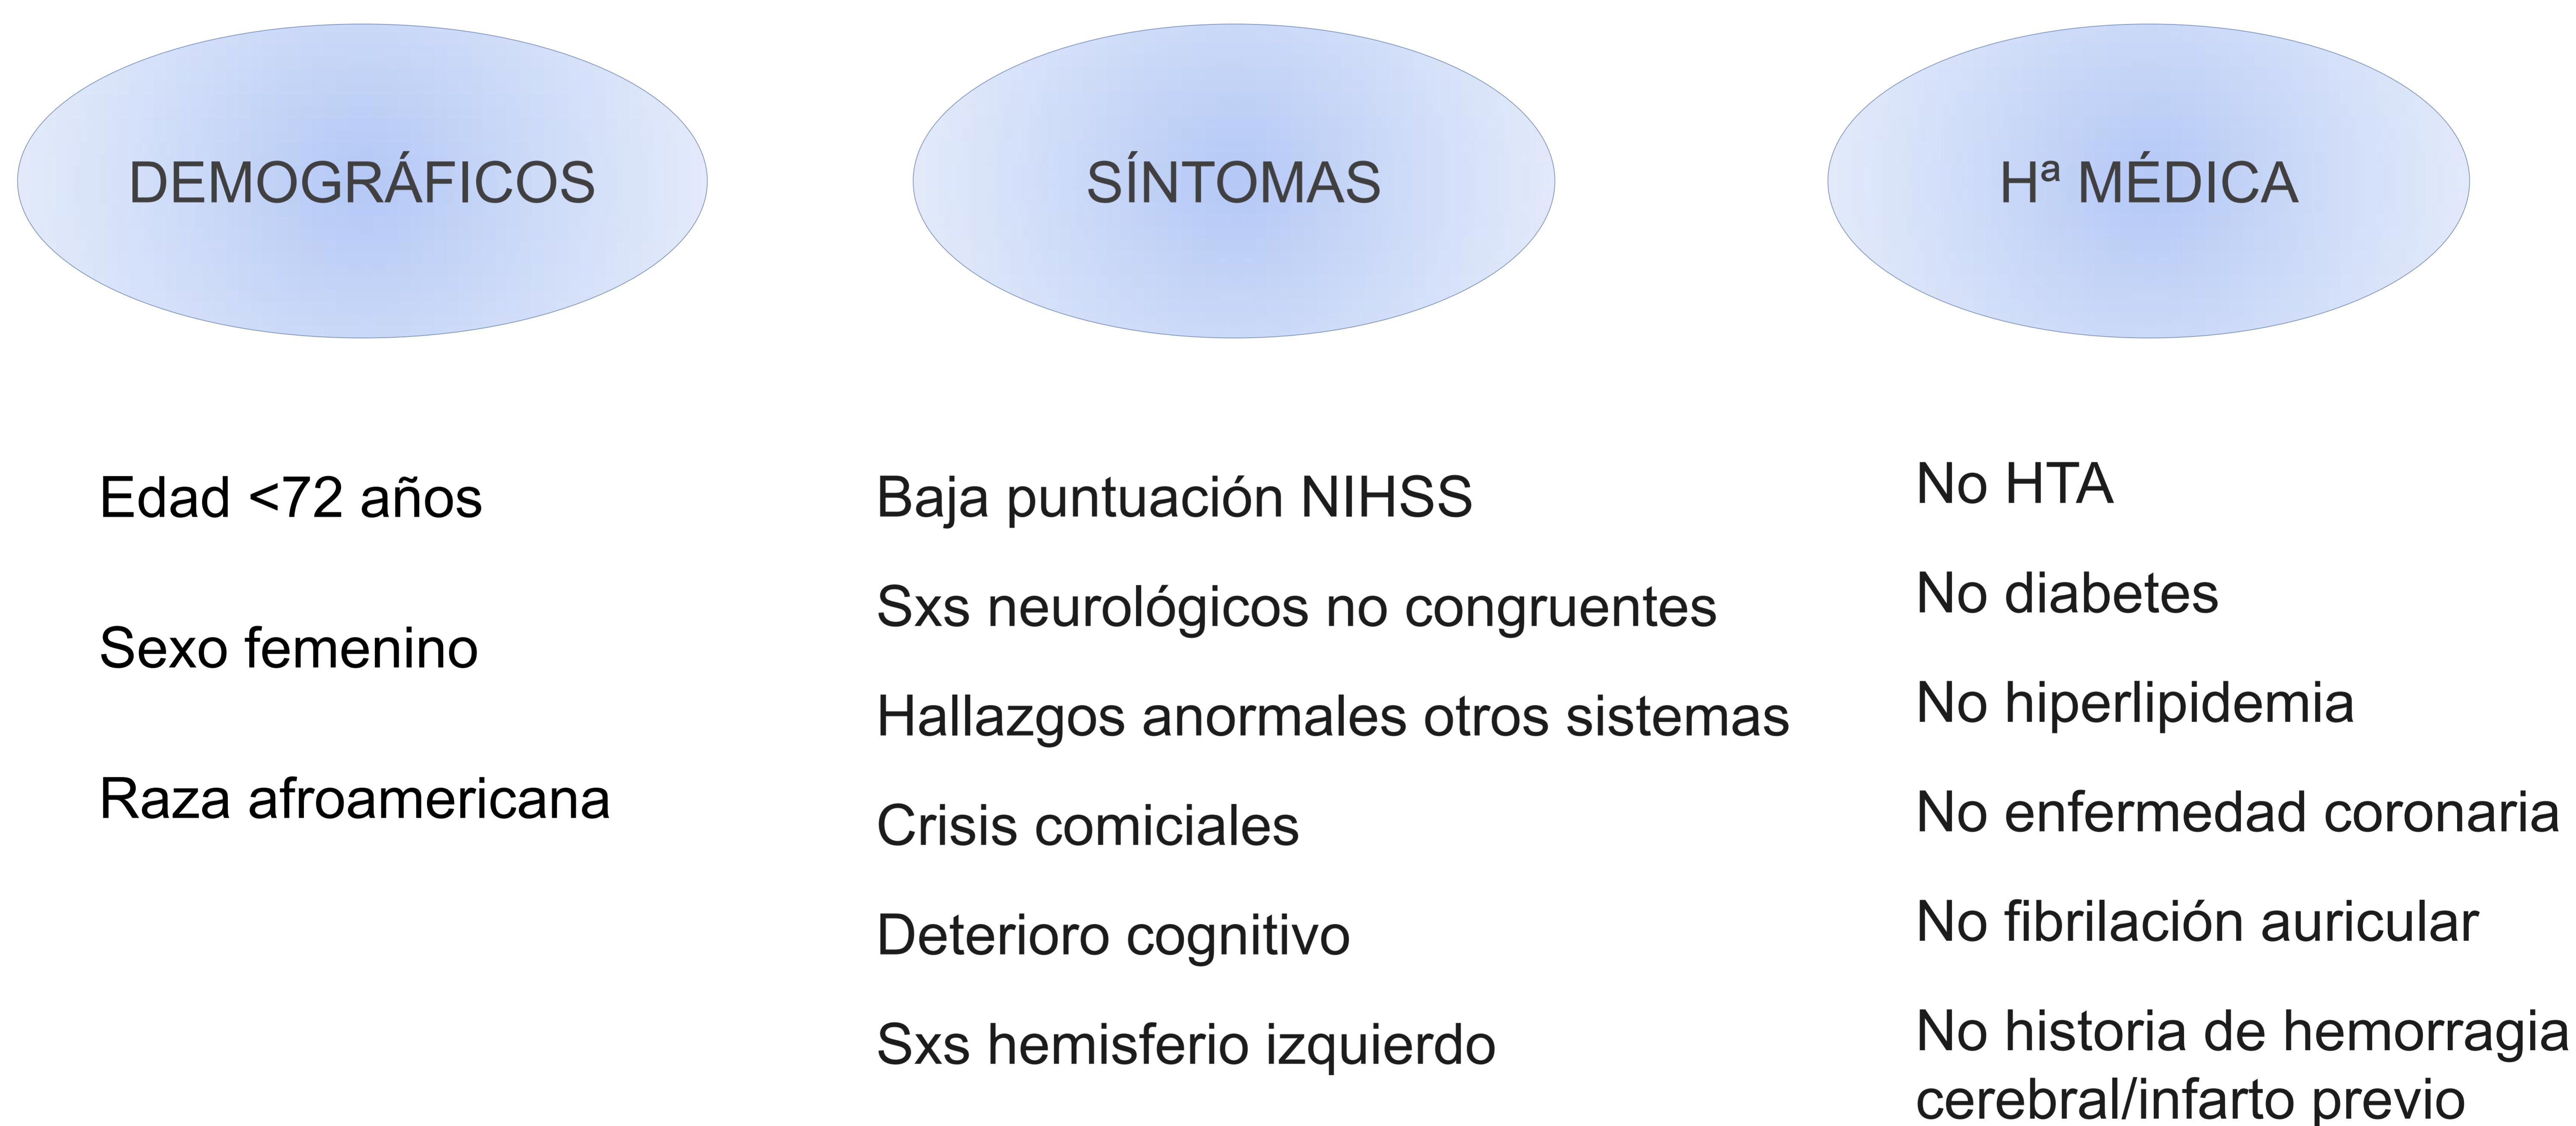 DEMOGRÁFICOS
Edad <72 años
Sexo femenino
Raza afroamericana
SÍNTOMAS
Baja puntuación NIHSS
Sxs neurológicos no congruentes
Hallazgos anormales otros sistemas
Crisis comiciales
Deterioro cognitivo
Sxs hemisferio izquierdo
Hª MÉDICA
No HTA
No diabetes
No hiperlipidemia
No enfermedad coronaria
No fibrilación auricular
No historia de hemorragia
cerebral/infarto previo